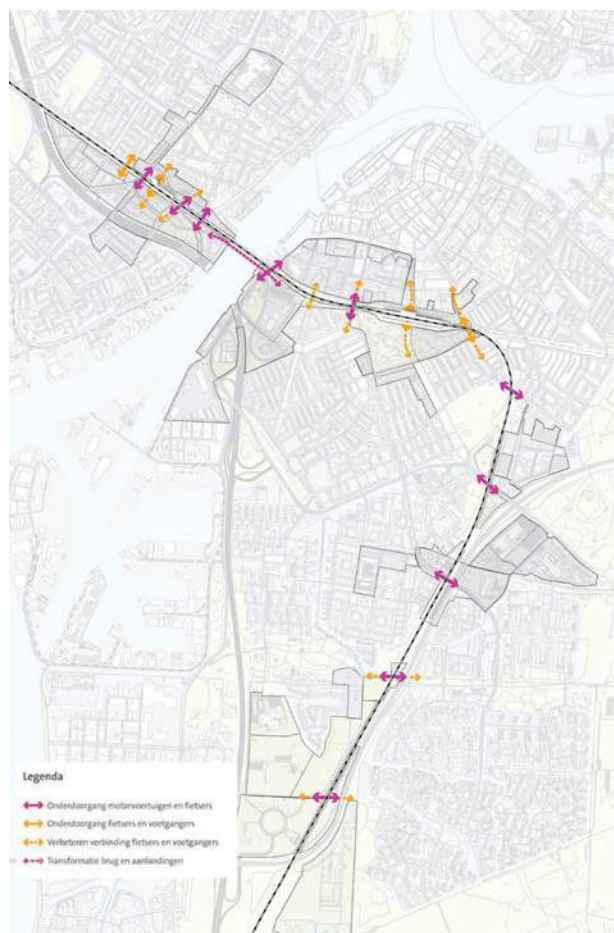 Legenda
Onderdoorgang motorvoertuigen en fietsers
Onderdoorgang fietsers en voetgangers
Verbeteren verbinding fietsers en voetgangers
Transformatie brug en aanlandingen